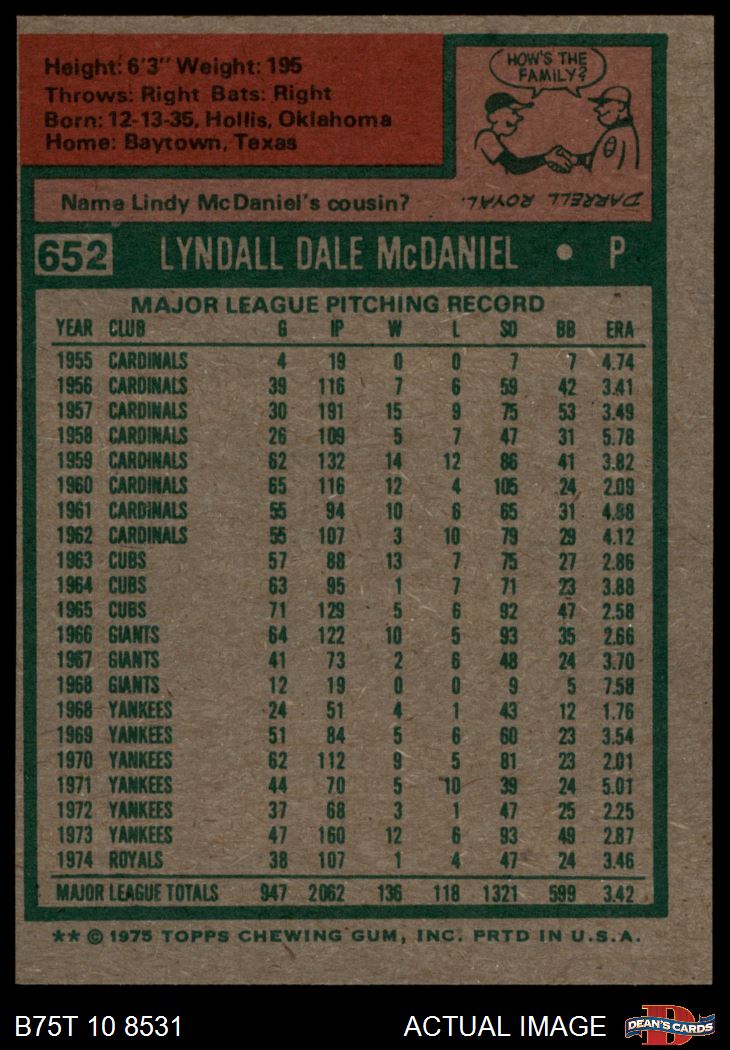 Height: 6'3" Weight: 195
Throws: Right Bats: Right
Born: 12-13-35, Hollis, Oklahoma
Home: Baytown, Texas
HOW'S THE
FAMILY?
Name Lindy McDaniel's cousin?
DARRELL ROYAL.
652 LYNDALL DALE McDANIEL • P
MAJOR LEAGUE PITCHING RECORD
YEAR CLUB G IP W L SO BB ERA
1955 CARDINALS 4 19 0 0 7 7 4.74
1956 CARDINALS 39 116 7 6 59 42 3.41
1957 CARDINALS 30 191 15 9 75 53 3.49
1958 CARDINALS 26 109 5 7 47 31 5.78
1959 CARDINALS 62 132 14 12 86 41 3.82
1960 CARDINALS 65 116 12 4 105 24 2.09
1961 CARDINALS 55 94 10 6 65 31 4.88
1962 CARDINALS 55 107 3 10 79 29 4.12
1963 CUBS 57 88 13 7 75 27 2.86
1964 CUBS 63 95 1 7 71 23 3.88
1965 CUBS 71 129 5 6 92 47 2.58
1966 GIANTS 64 122 10 5 93 35 2.66
1967 GIANTS 41 73 2 6 48 24 3.70
1968 GIANTS 12 19 0 0 9 5 7.58
1968 YANKEES 24 51 4 1 43 12 1.76
1969 YANKEES 51 84 5 6 60 23 3.54
1970 YANKEES 62 112 9 5 81 23 2.01
1971 YANKEES 44 70 5 10 39 24 5.01
1972 YANKEES 37 68 3 1 47 25 2.25
1973 YANKEES 47 160 12 6 93 49 2.87
1974 ROYALS 38 107 1 4 47 24 3.46
MAJOR LEAGUE TOTALS 947 2062 136 118 1321 599 3.42
** © 1975 TOPPS CHEWING GUM, INC. PRTD IN U.S.A.
B75T 10 8531 ACTUAL IMAGE D DEAN'S CARDS